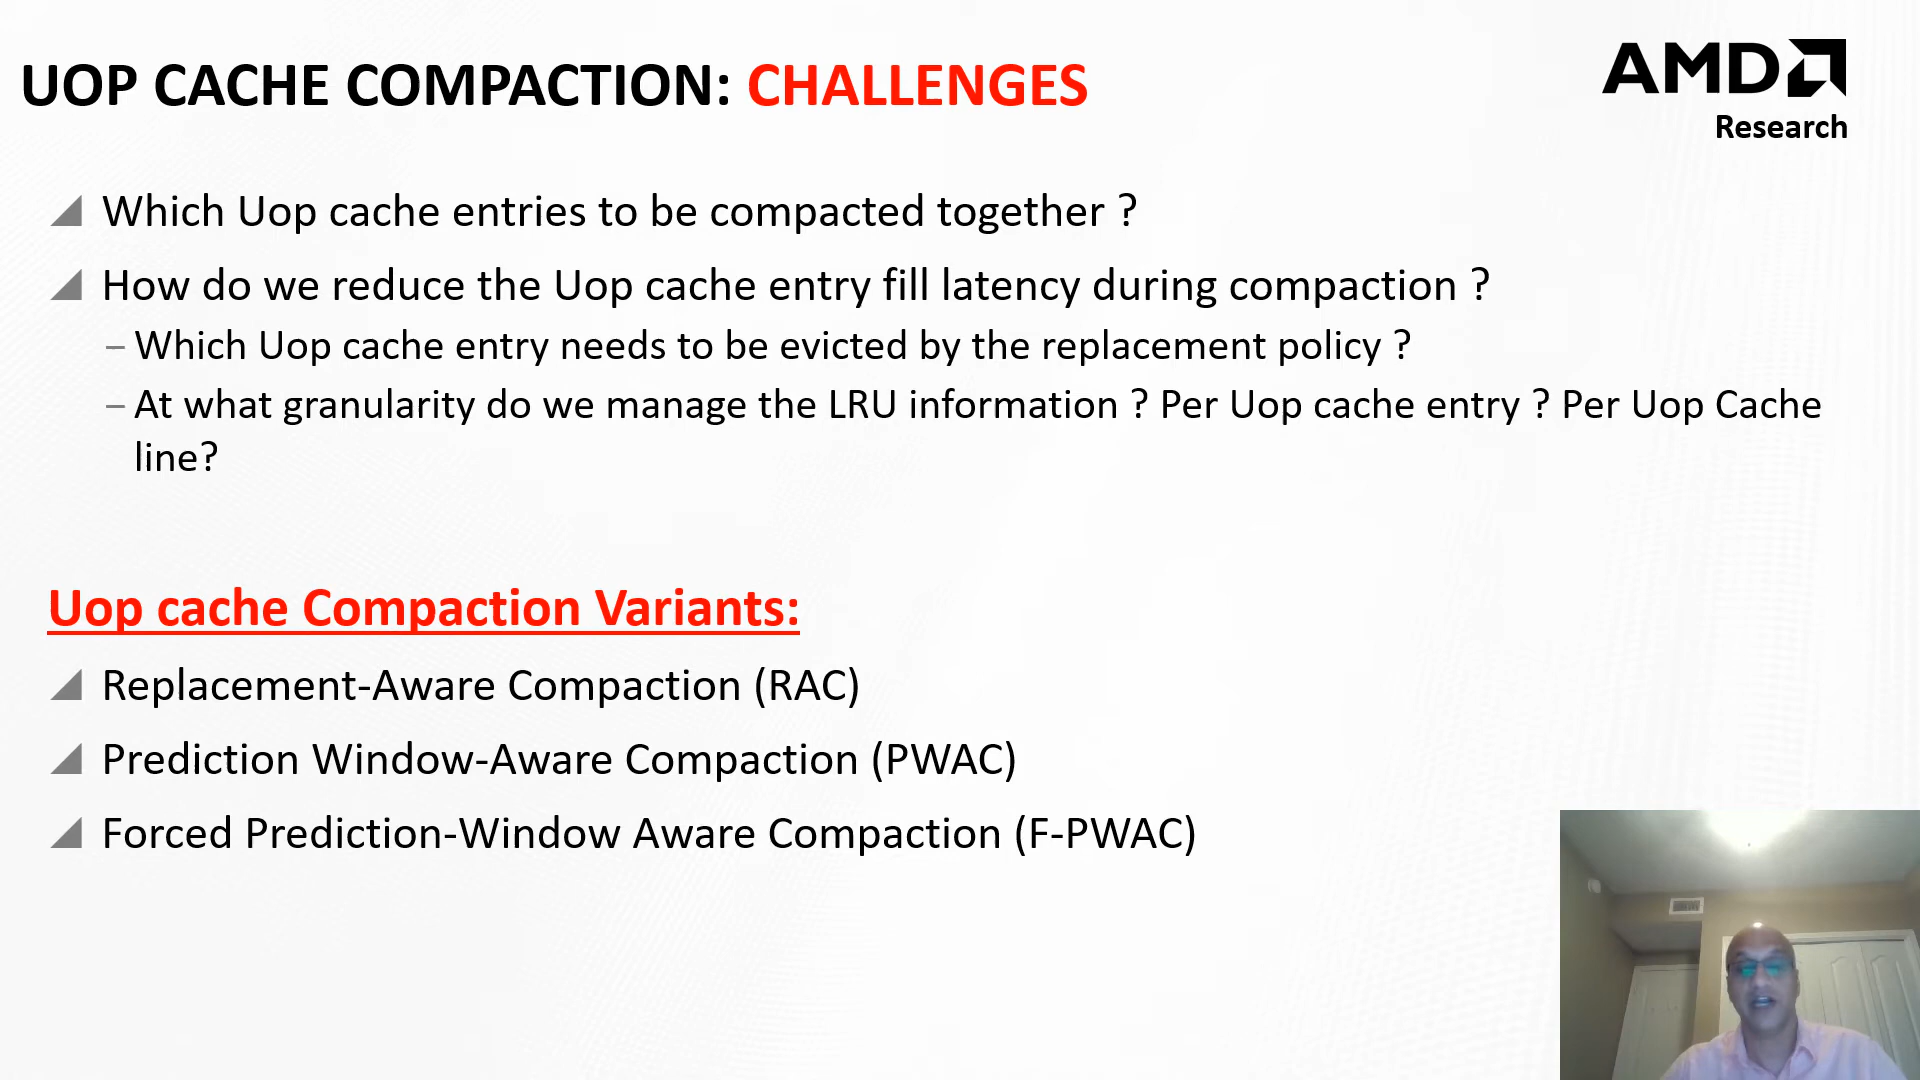 UOP CACHE COMPACTION: CHALLENGES
AMD
Research
Which Uop cache entries to be compacted together ?
How do we reduce the Uop cache entry fill latency during compaction ?
– Which Uop cache entry needs to be evicted by the replacement policy ?
– At what granularity do we manage the LRU information ? Per Uop cache entry ? Per Uop Cache
line?
Uop cache Compaction Variants:
Replacement-Aware Compaction (RAC)
Prediction Window-Aware Compaction (PWAC)
Forced Prediction-Window Aware Compaction (F-PWAC)